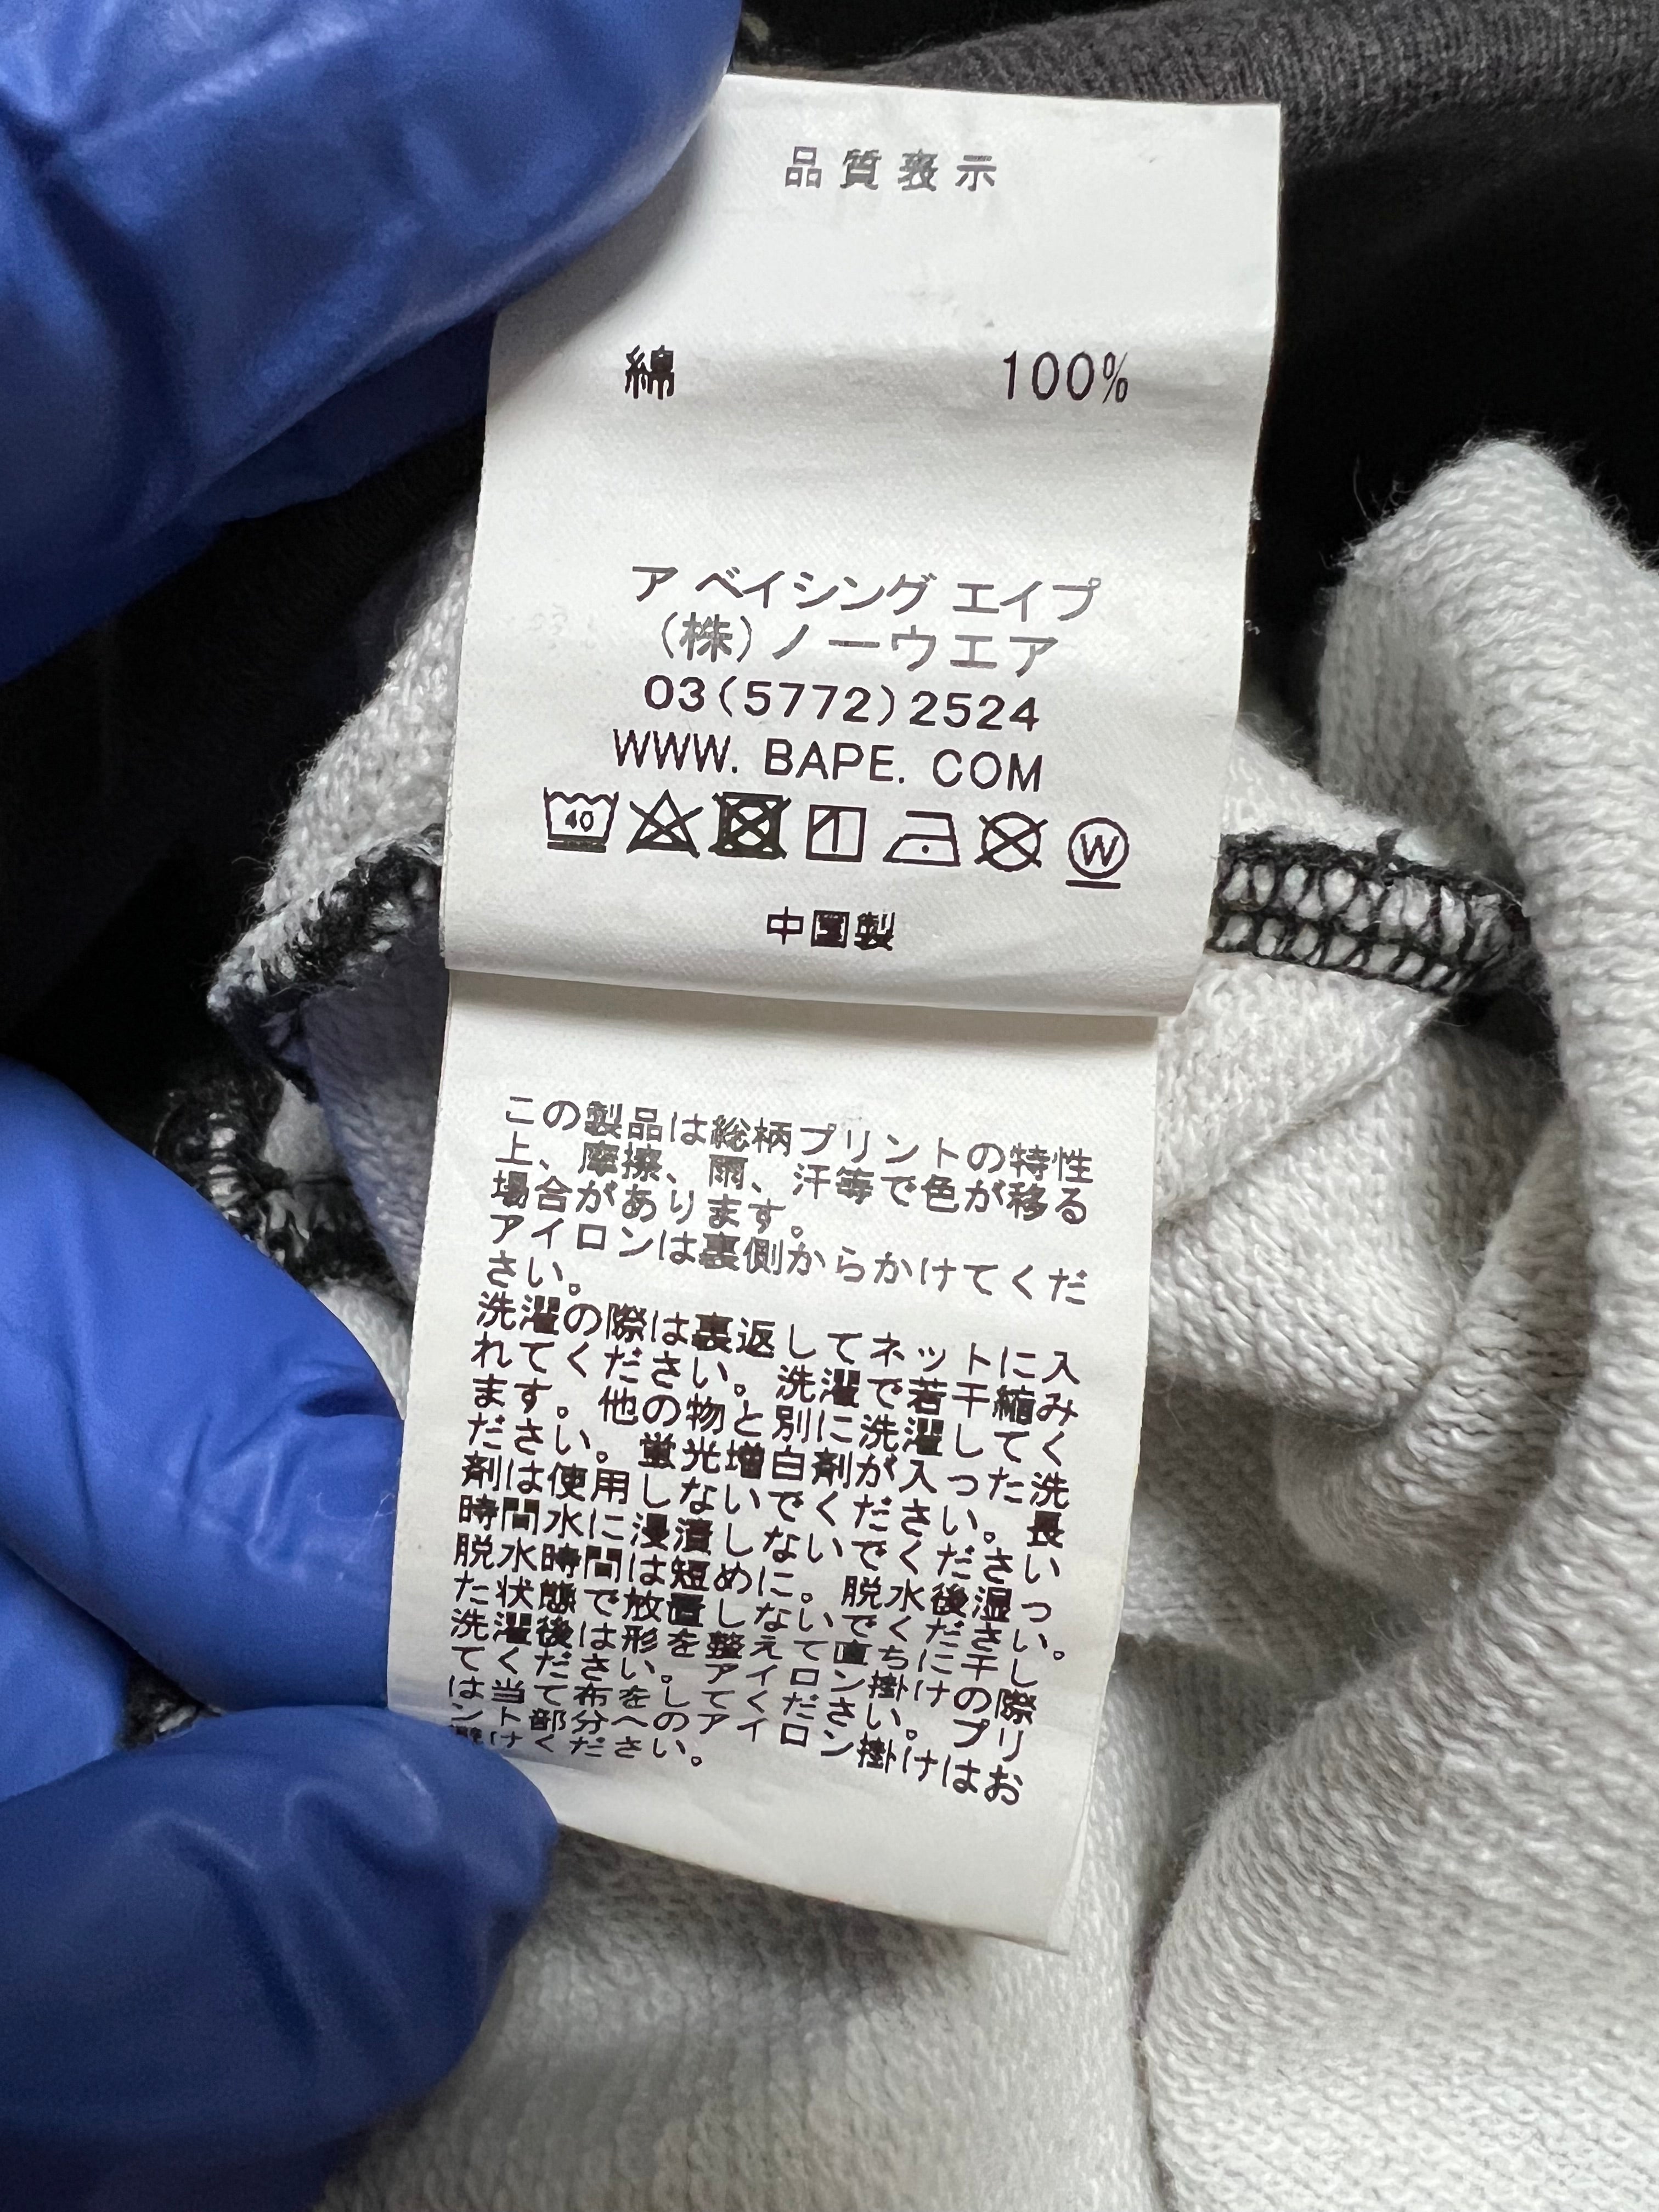 品質表示
綿 100%
ア ベイシング エイプ
(株)ノーウエア
03(5772)2524
WWW. BAPE. COM
40 W
中国製
この製品は総柄プリントの特性
上、摩擦、雨、汗等で色が移る
場合があります。
アイロンは裏側からかけてくだ
さい。
洗濯の際は裏返してネットに入
れてください。洗濯で若干縮み
ます。他の物と別に洗濯してく
ださい。蛍光増白剤が入った洗
剤は使用しないでください。長
時間水に浸漬しないでください
脱水時間は短めに。脱水後湿っ
た状態で放置しないでください。
洗濯後は形を整えて直ちに干し
てください。アイロン掛けの際
は当て布をしてください。プリ
ント部分へのアイロン掛けはお
避けください。